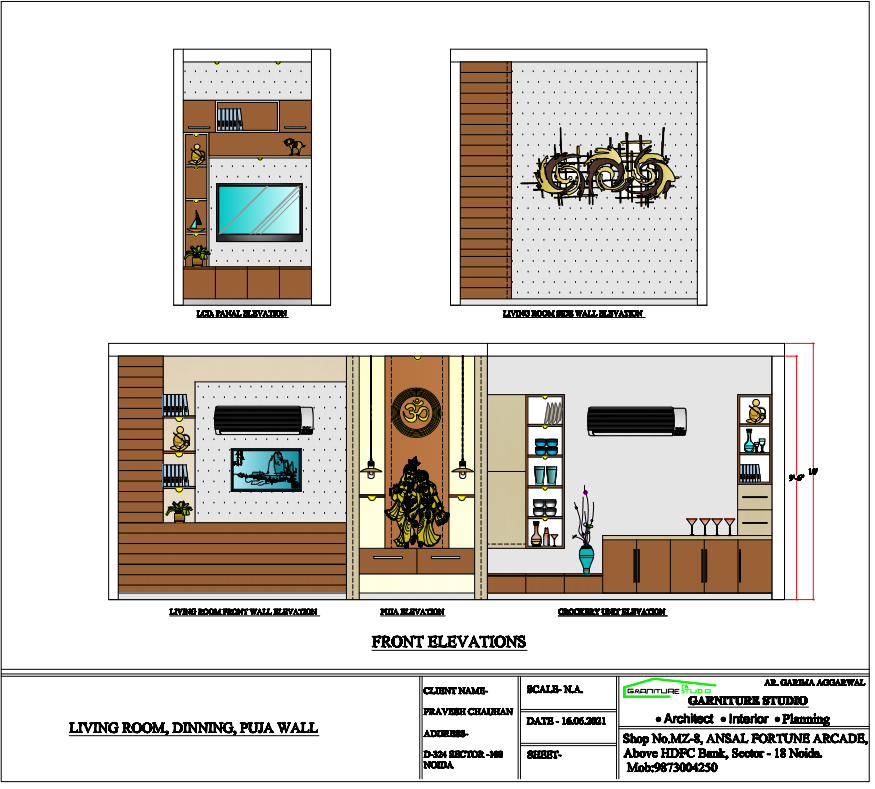 LCD. PANAL ELEVATION
LIVING ROOM SIDE WALL ELEVATION
ॐ
9'-6"
10'
LIVING ROOM FRONT WALL ELEVATION
PUJA ELEVATION
CROCKERY UNIT ELEVATION
FRONT ELEVATIONS
LIVING ROOM, DINNING, PUJA WALL
CLIENT NAME-
PRAVESH CHAUHAN
ADDRESS-
D-324 SECTOR -108
NOIDA
SCALE- N.A.
DATE - 16.06.2021
SHEET-
GRANITURE STUDIO
AR. GARIMA AGGARWAL
GARNITURE STUDIO
• Architect • Interior • Planning
Shop No.MZ-8, ANSAL FORTUNE ARCADE,
Above HDFC Bank, Sector - 18 Noida.
Mob:9873004250